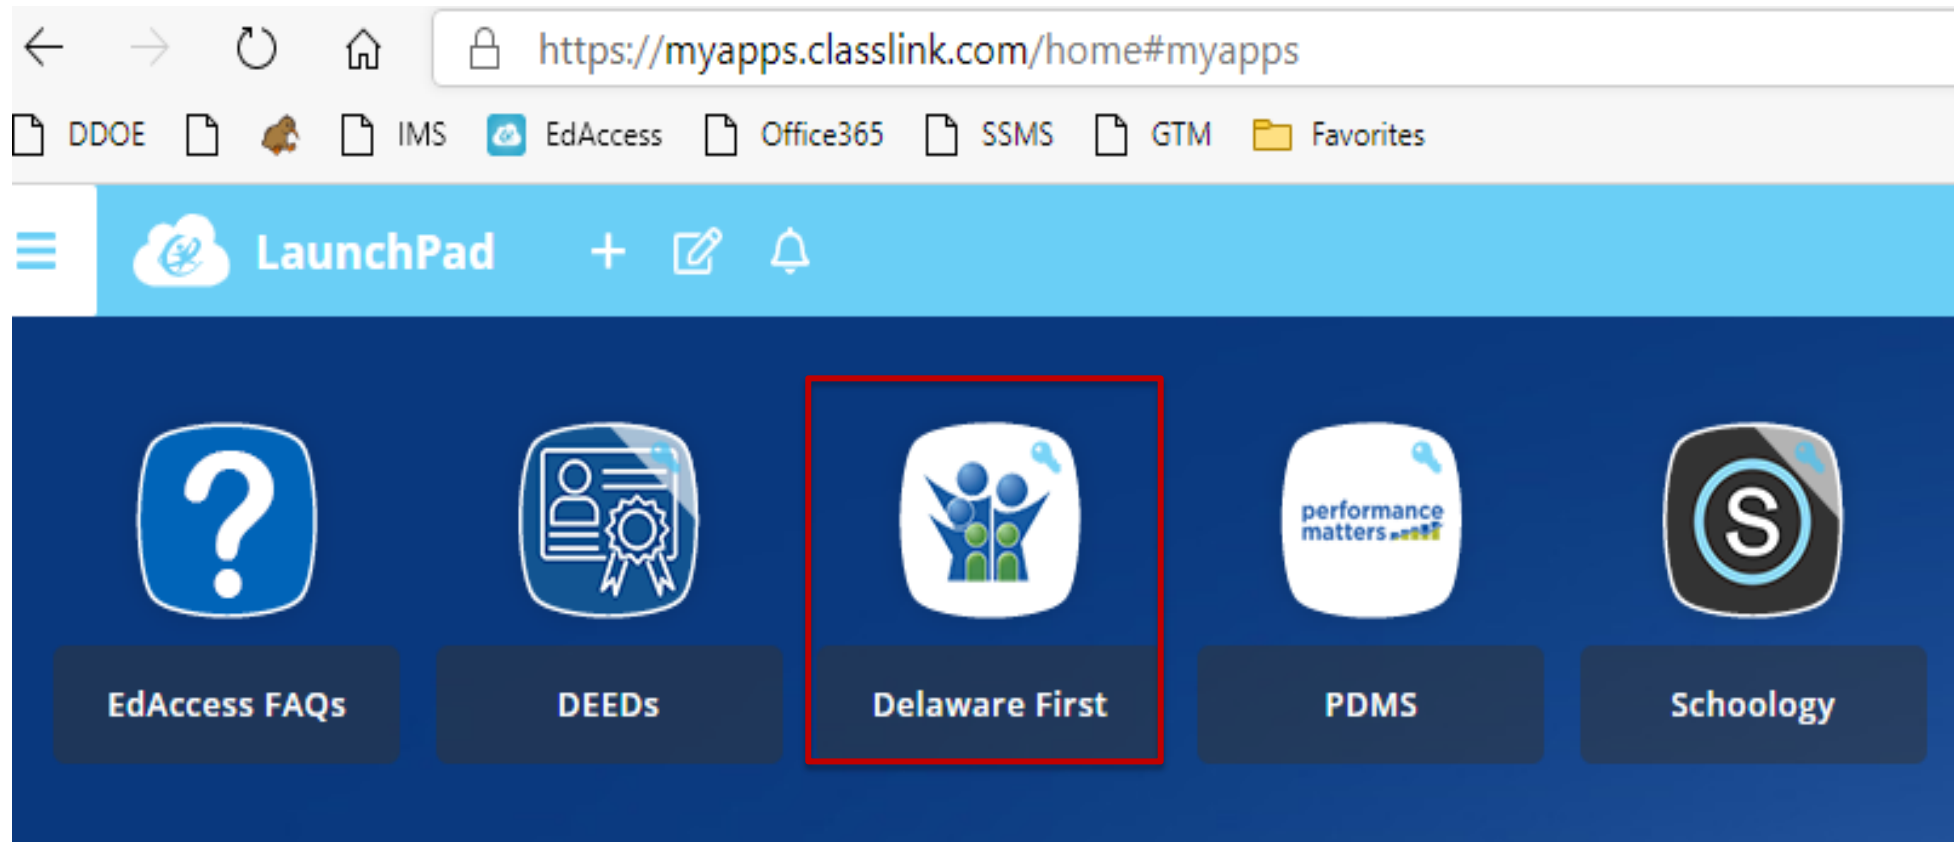 https://myapps.classlink.com/home#myapps
DDOE IMS EdAccess Office365 SSMS GTM Favorites
LaunchPad
?
performance
matters
S
EdAccess FAQs DEEDs Delaware First PDMS Schoology